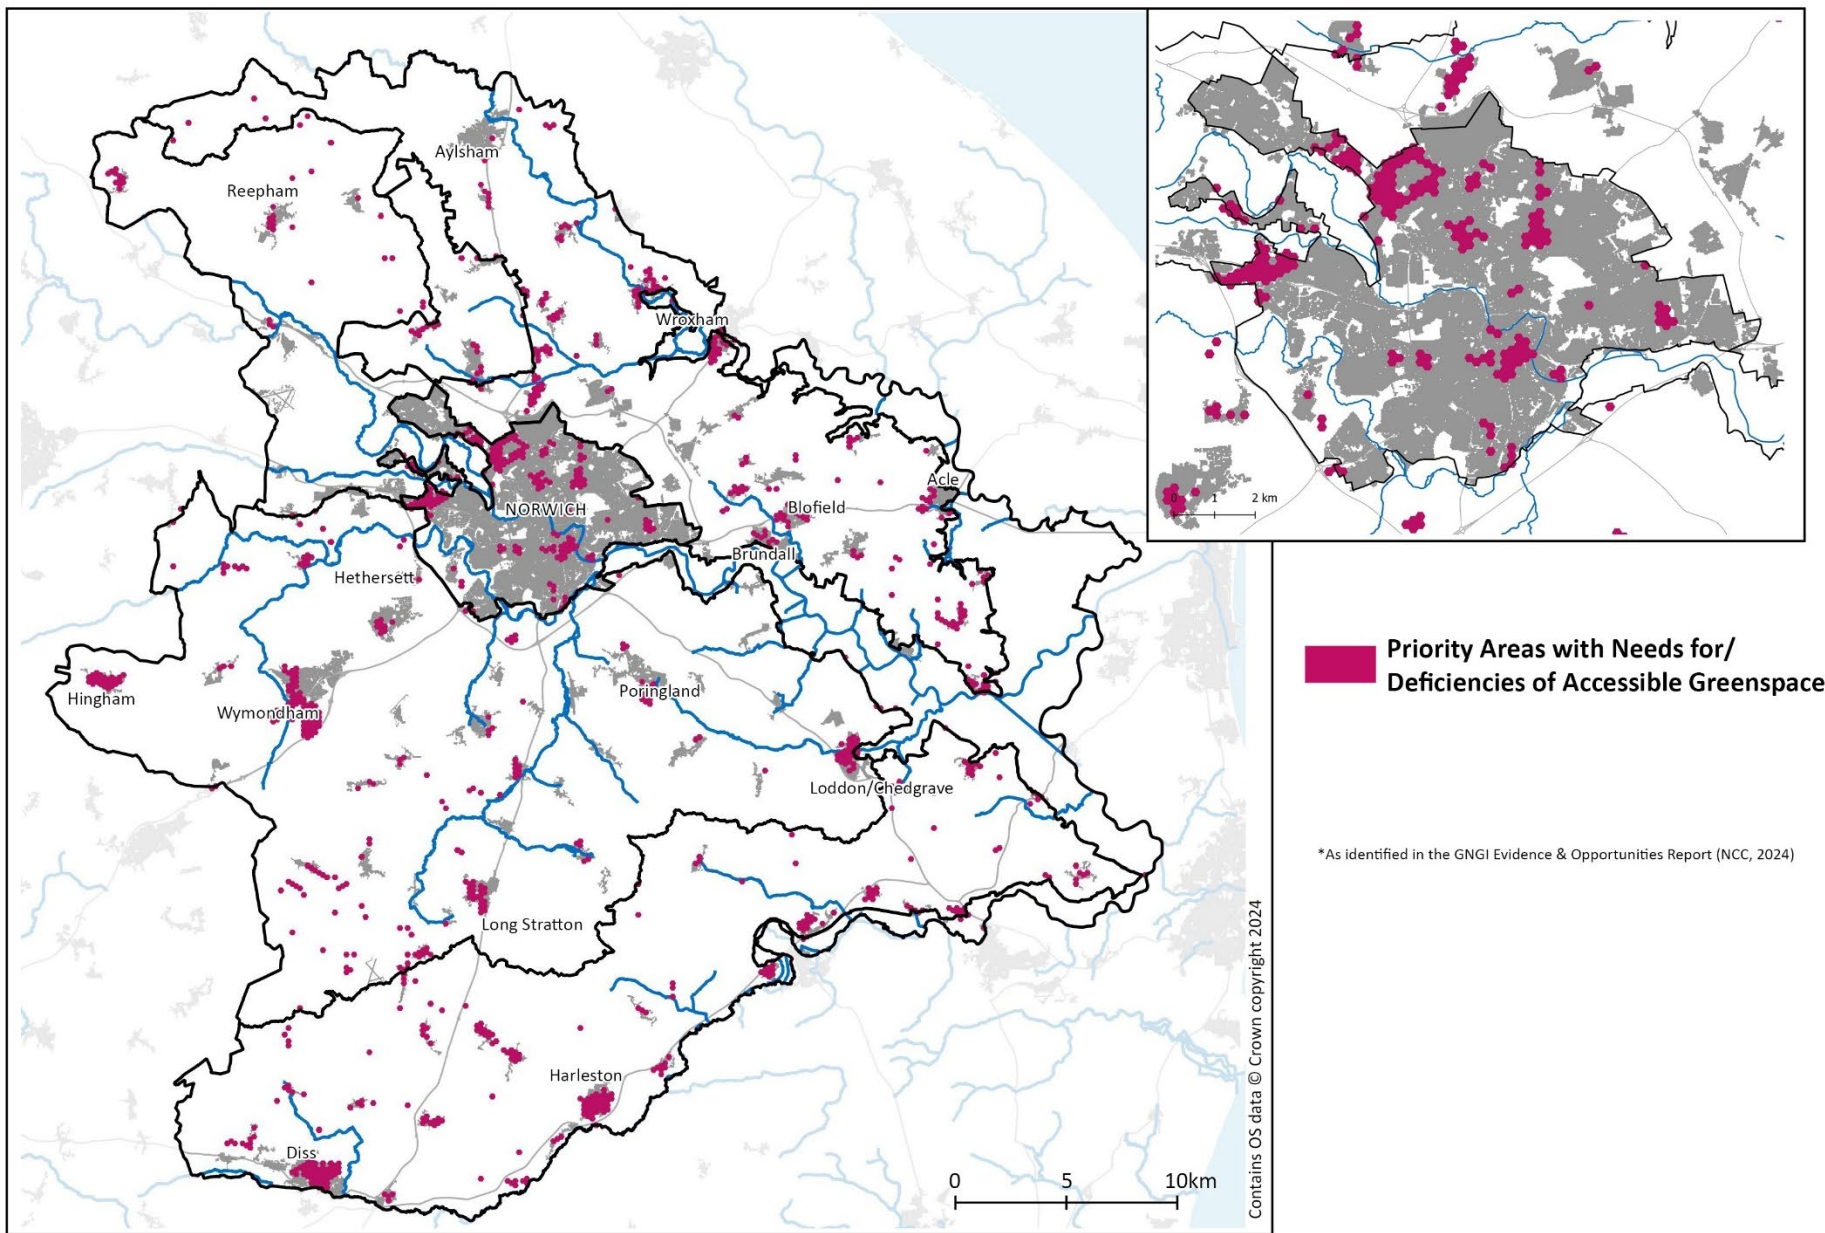 Aylsham
Reepham
Wroxham
Acle
NORWICH
Blofield
Brundall
Hethersett
Hingham
Wymondham
Poringland
Loddon/Chedgrave
Long Stratton
Harleston
Diss
0 5 10km
Contains OS data © Crown copyright 2024
0 1 2 km
Priority Areas with Needs for/
Deficiencies of Accessible Greenspace
*As identified in the GNGI Evidence & Opportunities Report (NCC, 2024)